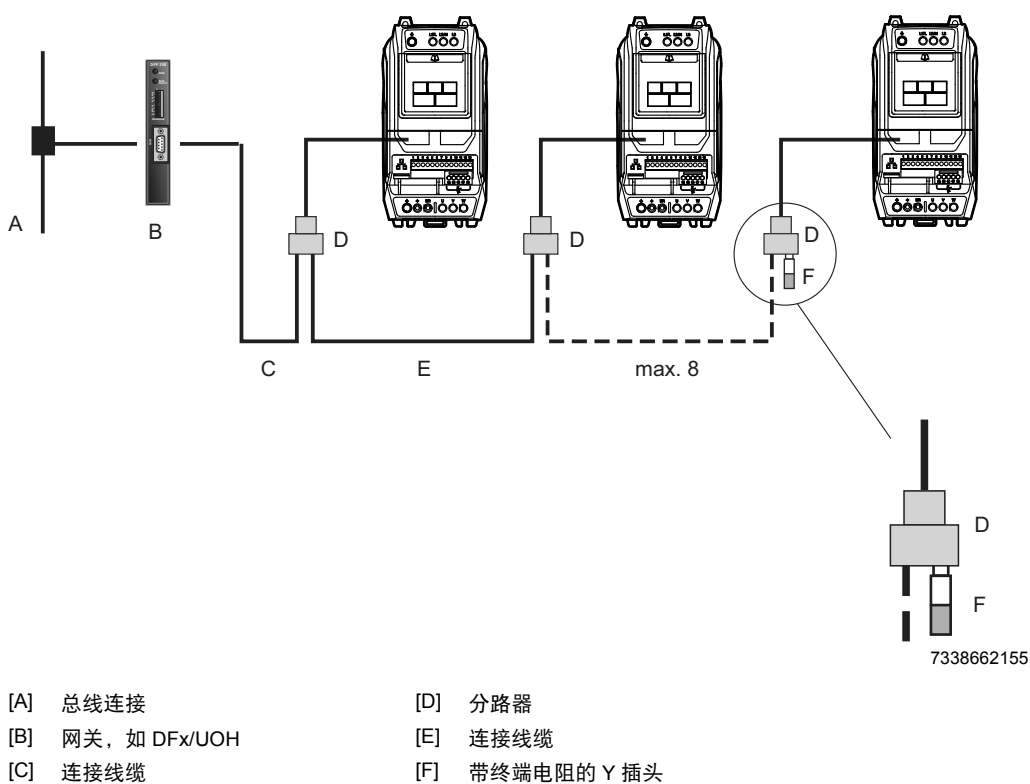 A
B
D
D
D
F
C
E
max. 8
D
F
7338662155
[A] 总线连接
[B] 网关，如 DFx/UOH
[C] 连接线缆
[D] 分路器
[E] 连接线缆
[F] 带终端电阻的 Y 插头